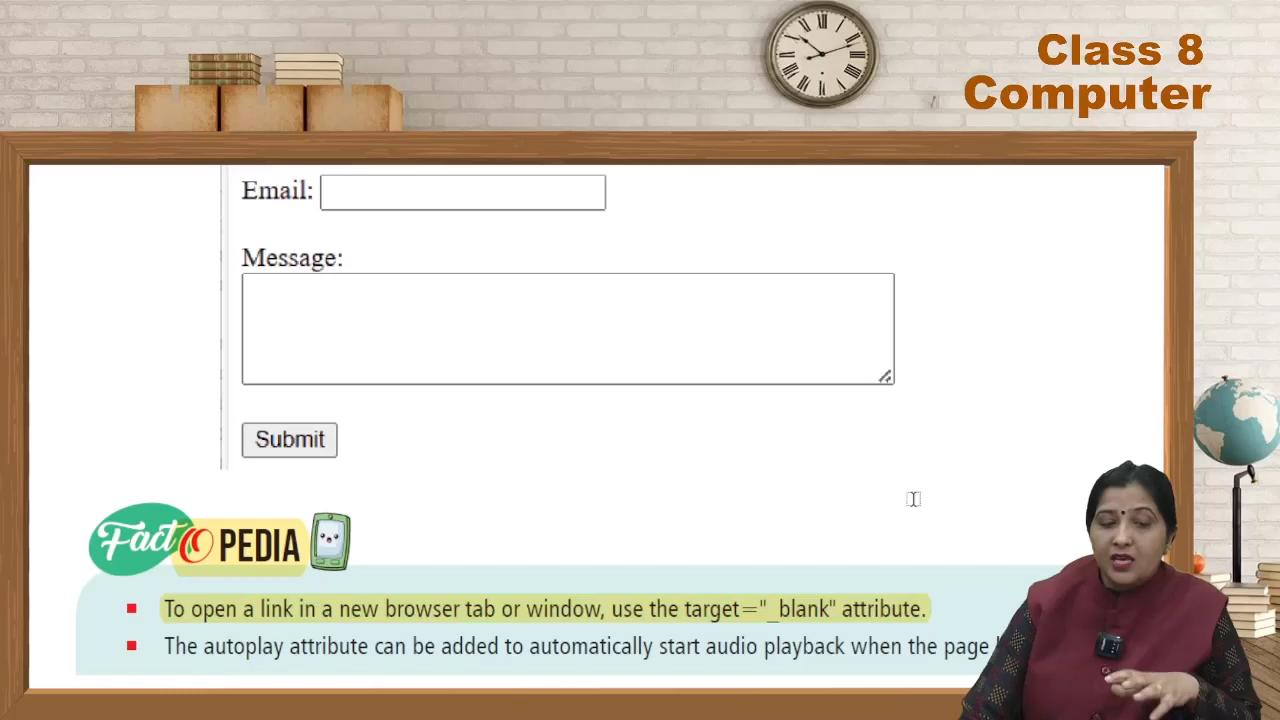 Class 8
Computer
Email:
Message:
Submit
Fact O PEDIA
To open a link in a new browser tab or window, use the target="_blank" attribute.
The autoplay attribute can be added to automatically start audio playback when the page